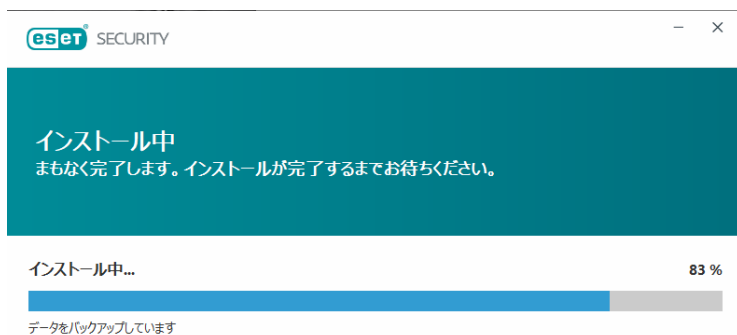 eset SECURITY
インストール中
まもなく完了します。インストールが完了するまでお待ちください。
インストール中... 83 %
データをバックアップしています